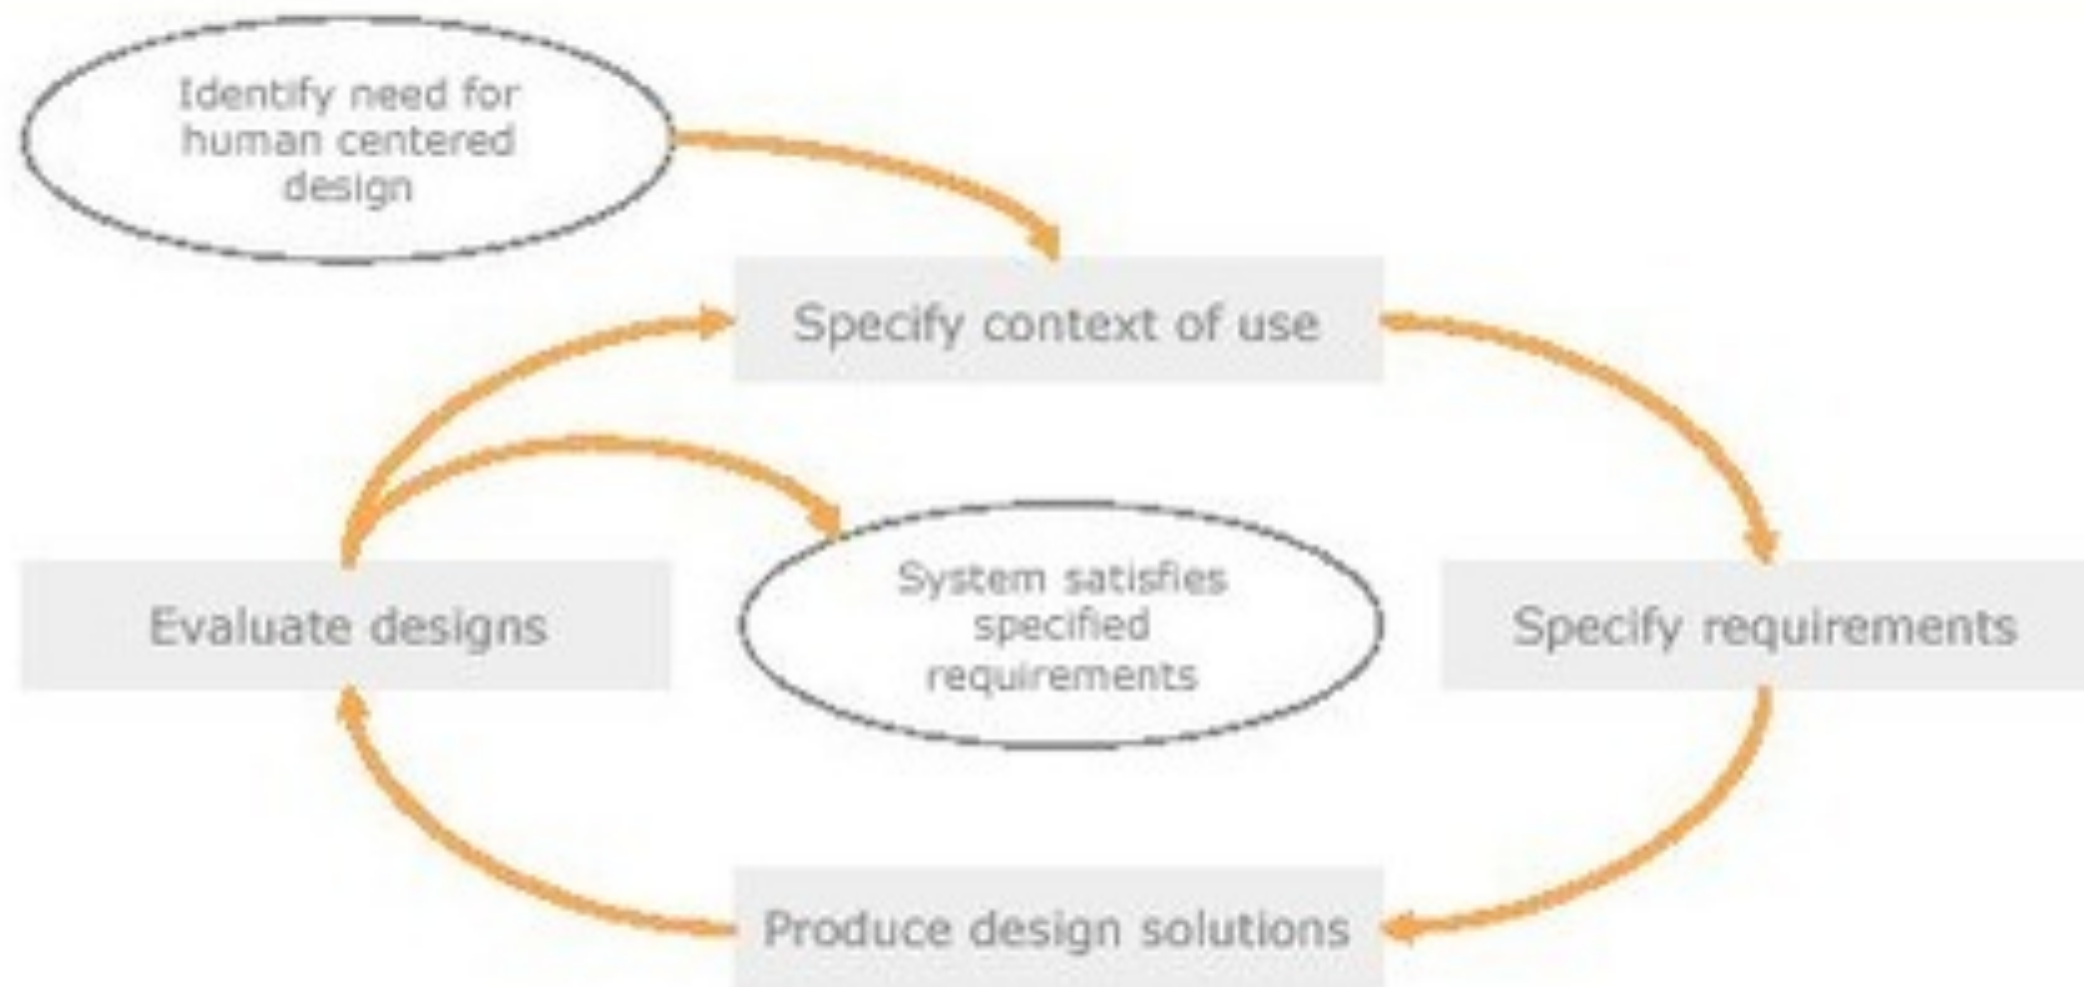 Identify need for
human centered
design
Specify context of use
Evaluate designs
System satisfies
specified
requirements
Specify requirements
Produce design solutions